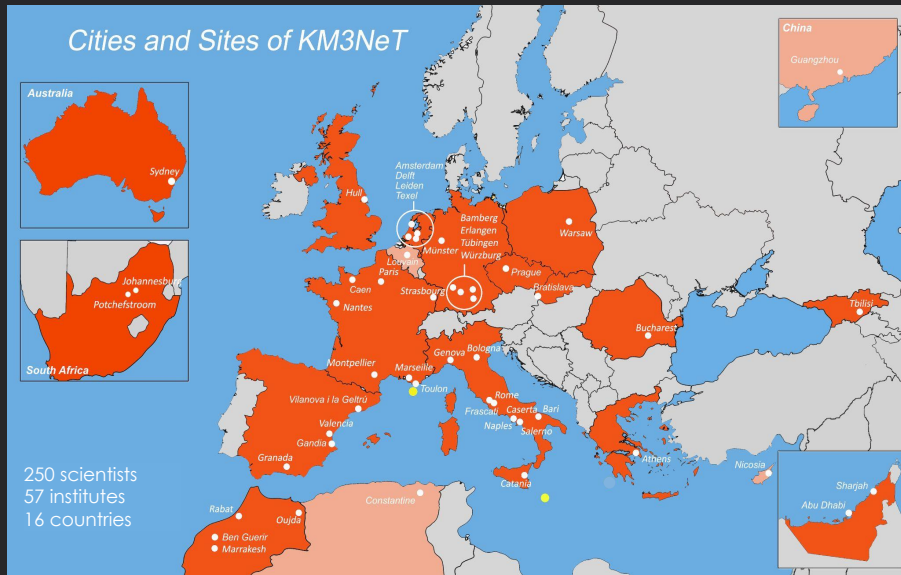 Cities and Sites of KM3NeT
China
Guangzhou
Australia
Sydney
Amsterdam
Delft
Leiden
Texel
Hull
Bamberg
Erlangen
Tübingen
Würzburg
Warsaw
Münster
Louvain
Paris
Prague
Caen
Strasbourg
Bratislava
Nantes
Johannesburg
Potchefstroom
South Africa
Tbilisi
Bucharest
Genova
Bologna
Montpellier
Marseille
Toulon
Vilanova i la Geltrù
Rome
Frascati
Caserta
Bari
Naples
Salerno
Valencia
Gandia
Granada
Athens
Nicosia
Catania
Sharjah
Abu Dhabi
250 scientists
57 institutes
16 countries
Constantine
Rabat
Oujda
Ben Guerir
Marrakesh